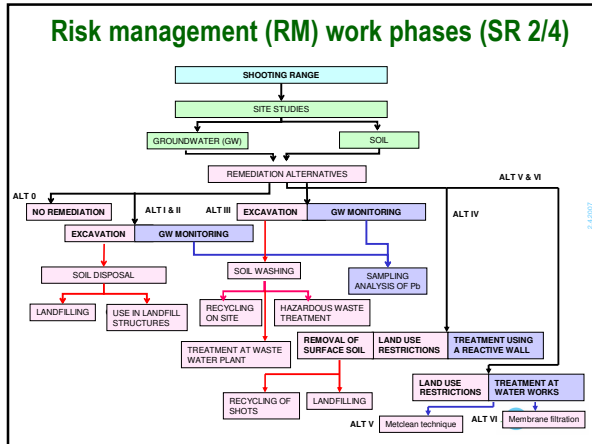 Risk management (RM) work phases (SR 2/4)
SHOOTING RANGE
SITE STUDIES
GROUNDWATER (GW)
SOIL
REMEDIATION ALTERNATIVES
ALT V & VI
ALT 0
NO REMEDIATION
ALT I & II
ALT III
EXCAVATION
GW MONITORING
ALT IV
2.4.2007
EXCAVATION
GW MONITORING
SOIL DISPOSAL
SOIL WASHING
SAMPLING
ANALYSIS OF Pb
LANDFILLING
USE IN LANDFILL
STRUCTURES
RECYCLING
ON SITE
HAZARDOUS WASTE
TREATMENT
TREATMENT AT WASTE
WATER PLANT
REMOVAL OF
SURFACE SOIL
LAND USE
RESTRICTIONS
TREATMENT USING
A REACTIVE WALL
RECYCLING OF
SHOTS
LANDFILLING
LAND USE
RESTRICTIONS
TREATMENT AT
WATER WORKS
ALT V
Metclean technique
ALT VI
Membrane filtration